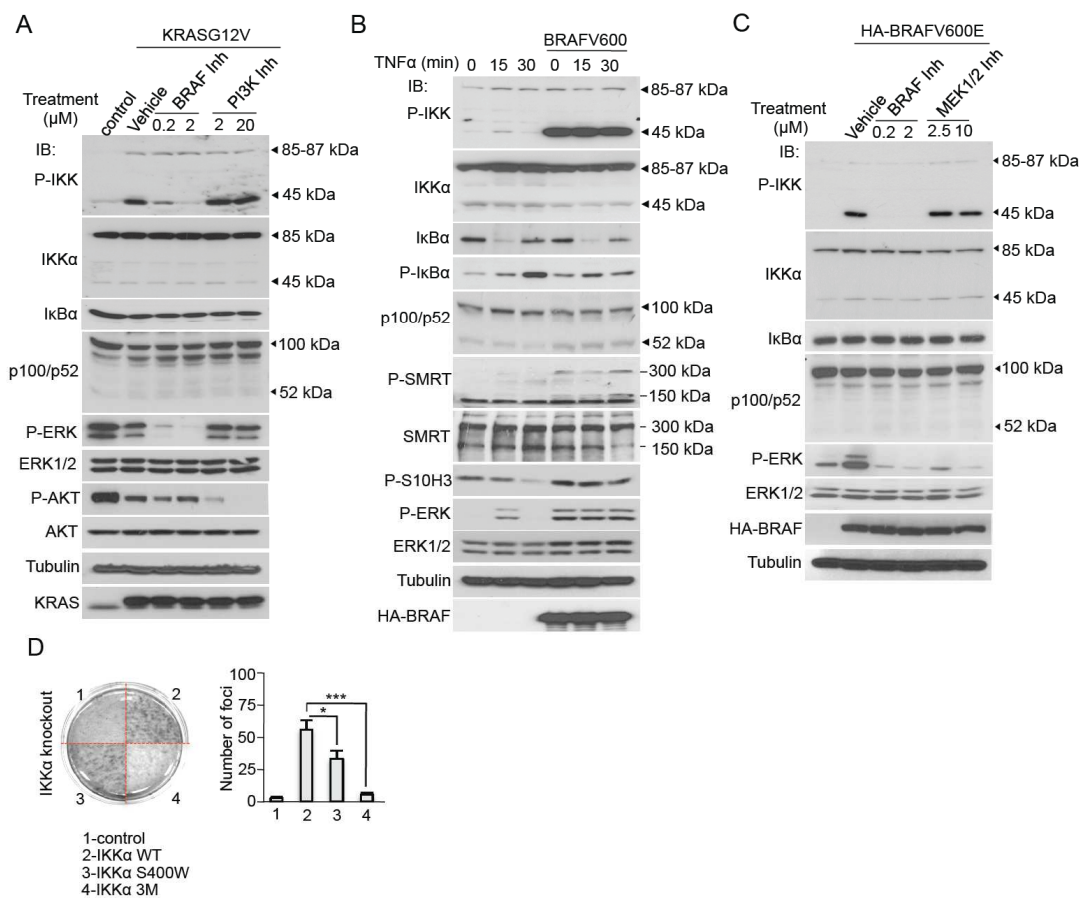 A
KRASG12V
Treatment
(µM)
control
Vehicle
BRAF Inh
PI3K Inh
0.2 2 2 20
IB:
85-87 kDa
P-IKK
45 kDa
85 kDa
IKKα
45 kDa
IκBα
100 kDa
p100/p52
52 kDa
P-ERK
ERK1/2
P-AKT
AKT
Tubulin
KRAS
B
BRAFV600
TNFα (min) 0 15 30 0 15 30
IB:
85-87 kDa
P-IKK
45 kDa
85-87 kDa
IKKα
45 kDa
IκBα
P-IκBα
100 kDa
p100/p52
52 kDa
300 kDa
P-SMRT
150 kDa
300 kDa
SMRT
150 kDa
P-S10H3
P-ERK
ERK1/2
Tubulin
HA-BRAF
C
HA-BRAFV600E
Treatment
(µM)
Vehicle
BRAF Inh
MEK1/2 Inh
0.2 2 2.5 10
IB:
85-87 kDa
P-IKK
45 kDa
85 kDa
IKKα
45 kDa
IκBα
100 kDa
p100/p52
52 kDa
P-ERK
ERK1/2
HA-BRAF
Tubulin
D
IKKα knockout
1 2
3 4
1-control
2-IKKα WT
3-IKKα S400W
4-IKKα 3M
Number of foci
100
75
50
25
0
***
*
1 2 3 4